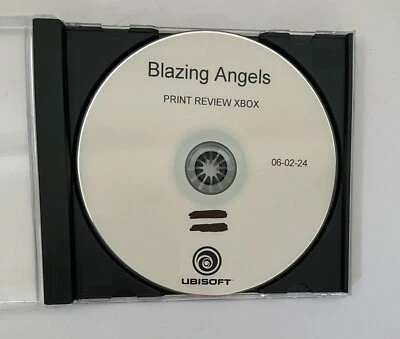 Blazing Angels
PRINT REVIEW XBOX
06-02-24
UBISOFT